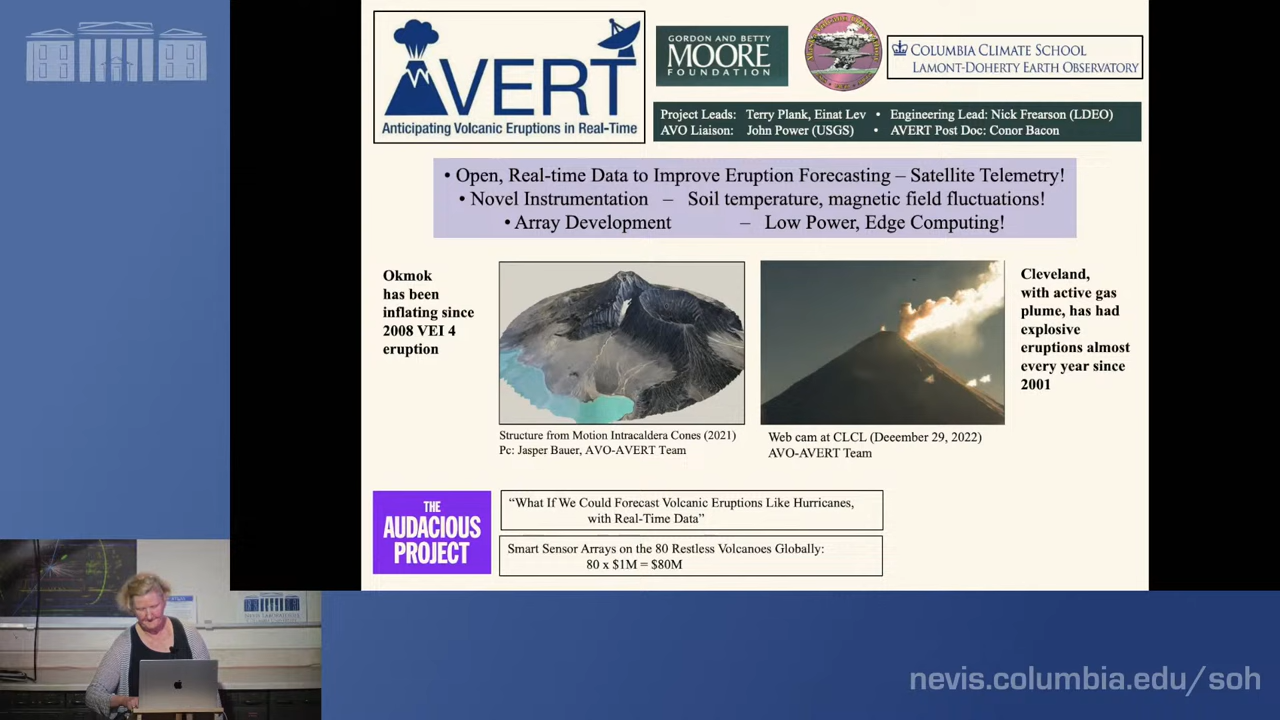 AVERT
Anticipating Volcanic Eruptions in Real-Time
GORDON AND BETTY
MOORE
FOUNDATION
COLUMBIA CLIMATE SCHOOL
LAMONT-DOHERTY EARTH OBSERVATORY
Project Leads: Terry Plank, Einat Lev • Engineering Lead: Nick Frearson (LDEO)
AVO Liaison: John Power (USGS) • AVERT Post Doc: Conor Bacon
• Open, Real-time Data to Improve Eruption Forecasting – Satellite Telemetry!
• Novel Instrumentation – Soil temperature, magnetic field fluctuations!
• Array Development – Low Power, Edge Computing!
Okmok
has been
inflating since
2008 VEI 4
eruption
Structure from Motion Intracaldera Cones (2021)
Pc: Jasper Bauer, AVO-AVERT Team
Web cam at CLCL (December 29, 2022)
AVO-AVERT Team
Cleveland,
with active gas
plume, has had
explosive
eruptions almost
every year since
2001
THE
AUDACIOUS
PROJECT
“What If We Could Forecast Volcanic Eruptions Like Hurricanes,
with Real-Time Data”
Smart Sensor Arrays on the 80 Restless Volcanoes Globally:
80 x $1M = $80M
NEVIS LABORATORIES
nevis.columbia.edu/soh